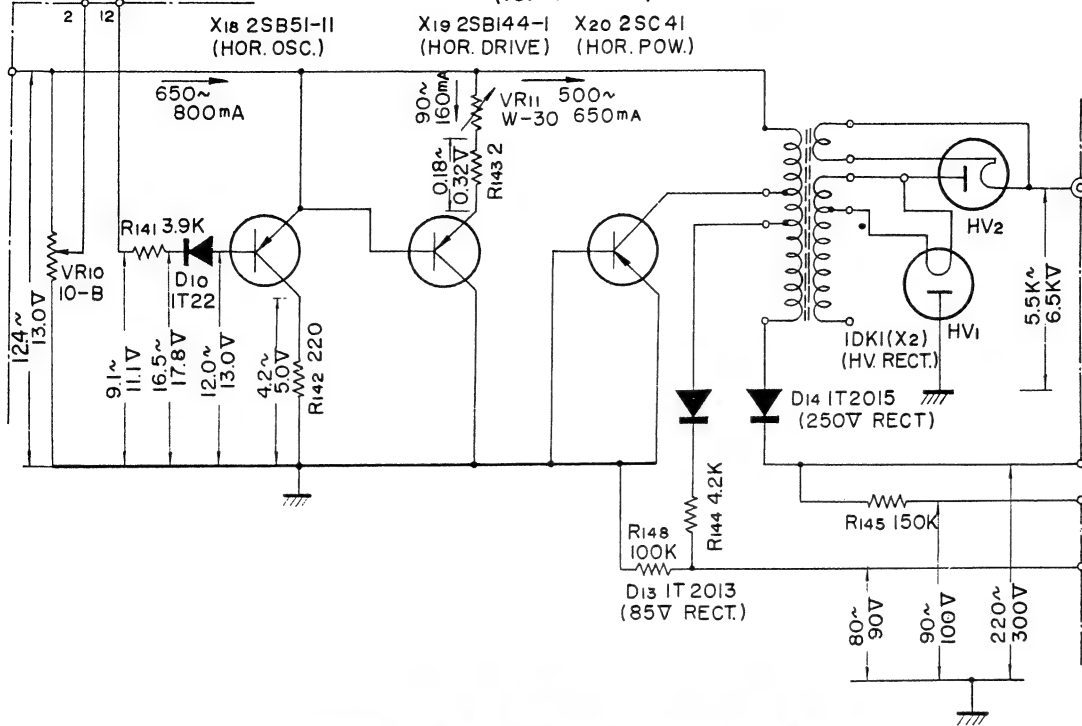 2
12
X18 2SB51-11
(HOR. OSC.)
X19 2SB144-1
(HOR. DRIVE)
X20 2SC41
(HOR. POW.)
650~
800mA
90~
160mA
VR11
W-30
500~
650mA
0.18~
0.32V
R143 2
R141 3.9K
D10
1T22
VR10
10-B
12.4~
13.0V
9.1~
11.1V
16.5~
17.8V
12.0~
13.0V
4.2~
5.0V
R142 220
HV2
HV1
1DK1(X2)
(HV. RECT.)
5.5K~
6.5KV
D14 1T2015
(250V RECT)
R144 4.2K
R145 150K
R148
100K
D13 1T2013
(85V RECT.)
80~
90V
90~
100V
220~
300V